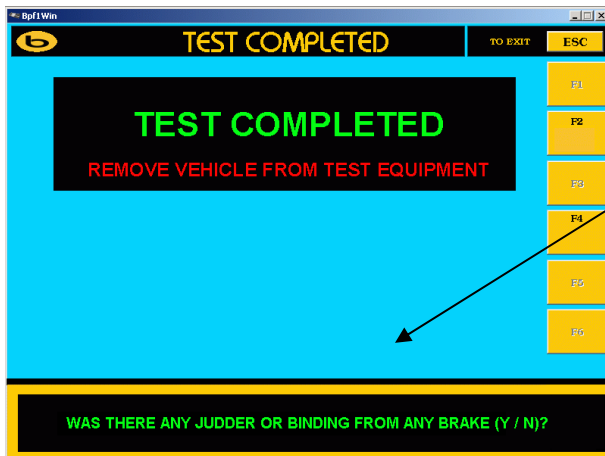 Bpf1Win
b TEST COMPLETED TO EXIT ESC
F1
TEST COMPLETED
F2
REMOVE VEHICLE FROM TEST EQUIPMENT
F3
F4
F5
F6
WAS THERE ANY JUDDER OR BINDING FROM ANY BRAKE (Y / N)?